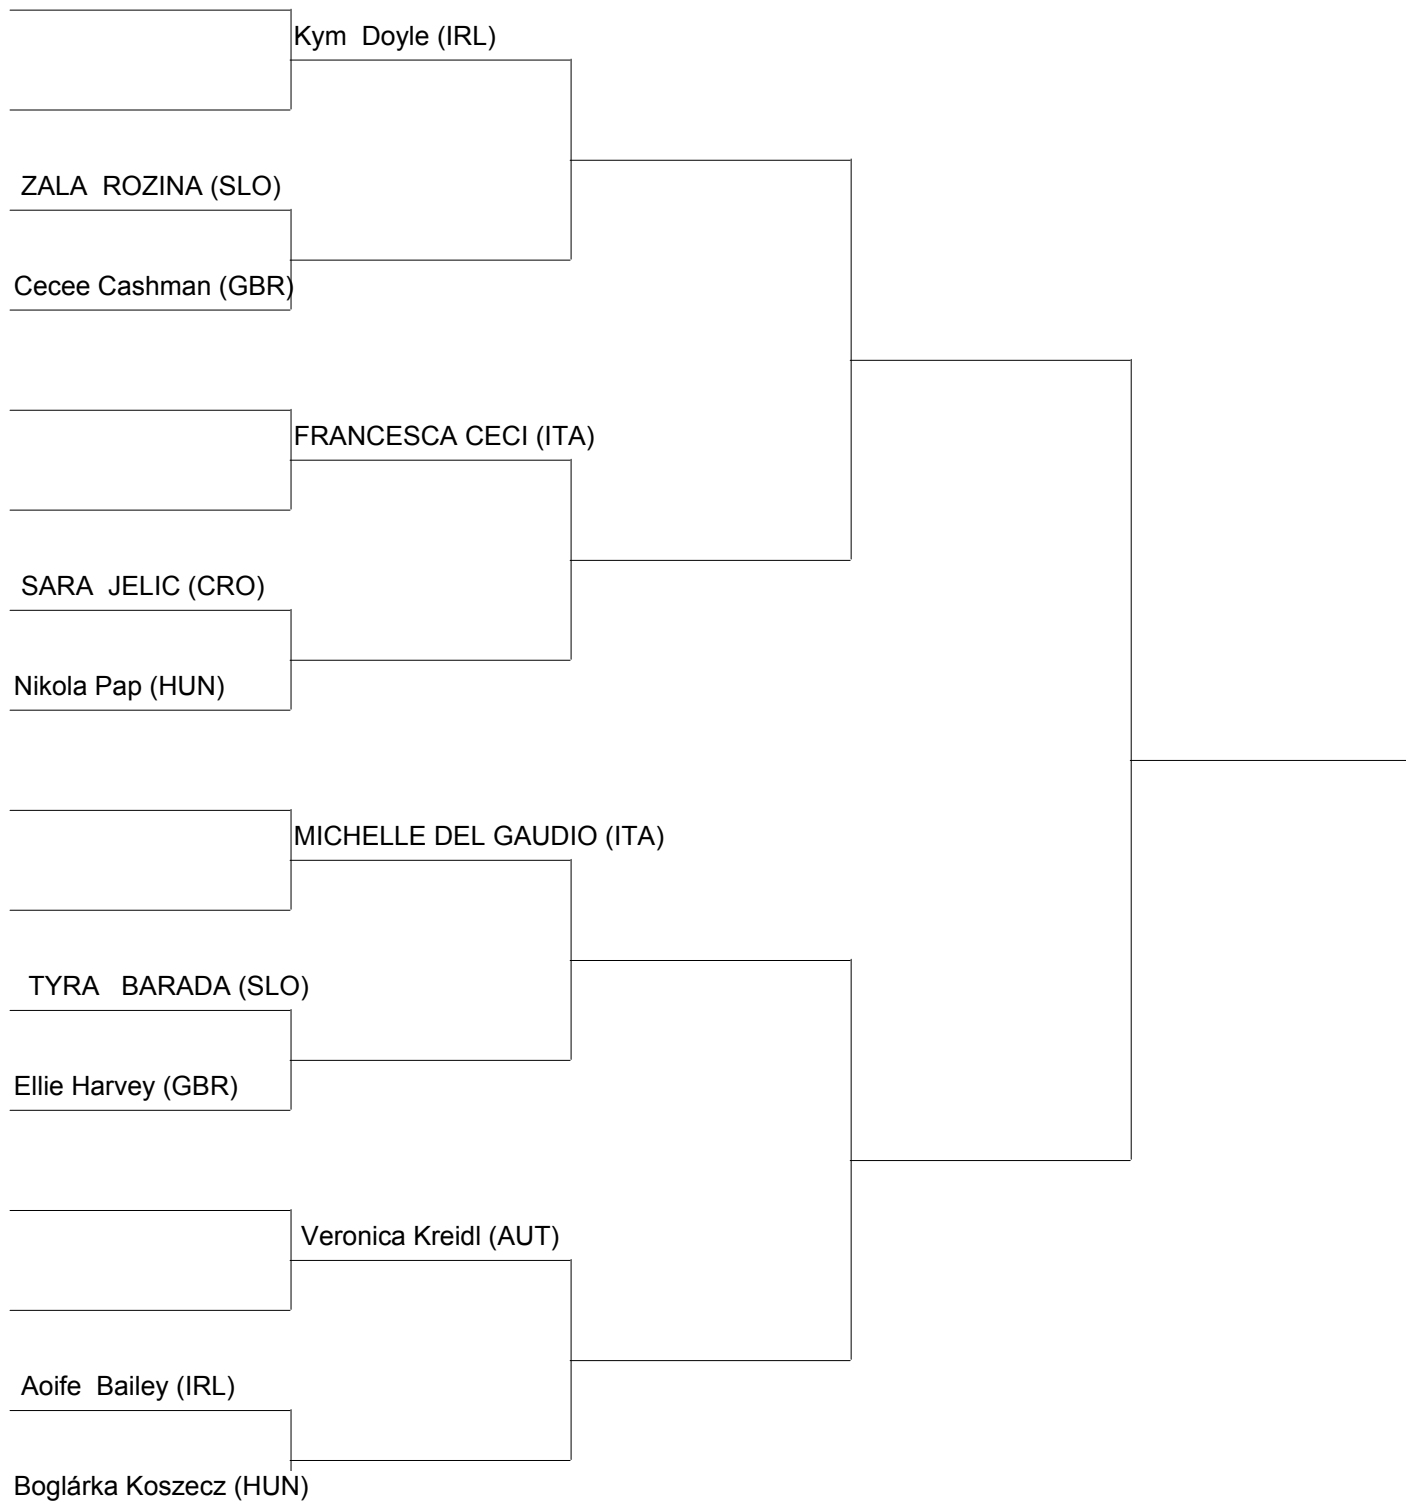 Kym Doyle (IRL)
ZALA ROZINA (SLO)
Cecee Cashman (GBR)
FRANCESCA CECI (ITA)
SARA JELIC (CRO)
Nikola Pap (HUN)
MICHELLE DEL GAUDIO (ITA)
TYRA BARADA (SLO)
Ellie Harvey (GBR)
Veronica Kreidl (AUT)
Aoife Bailey (IRL)
Boglárka Koszecz (HUN)